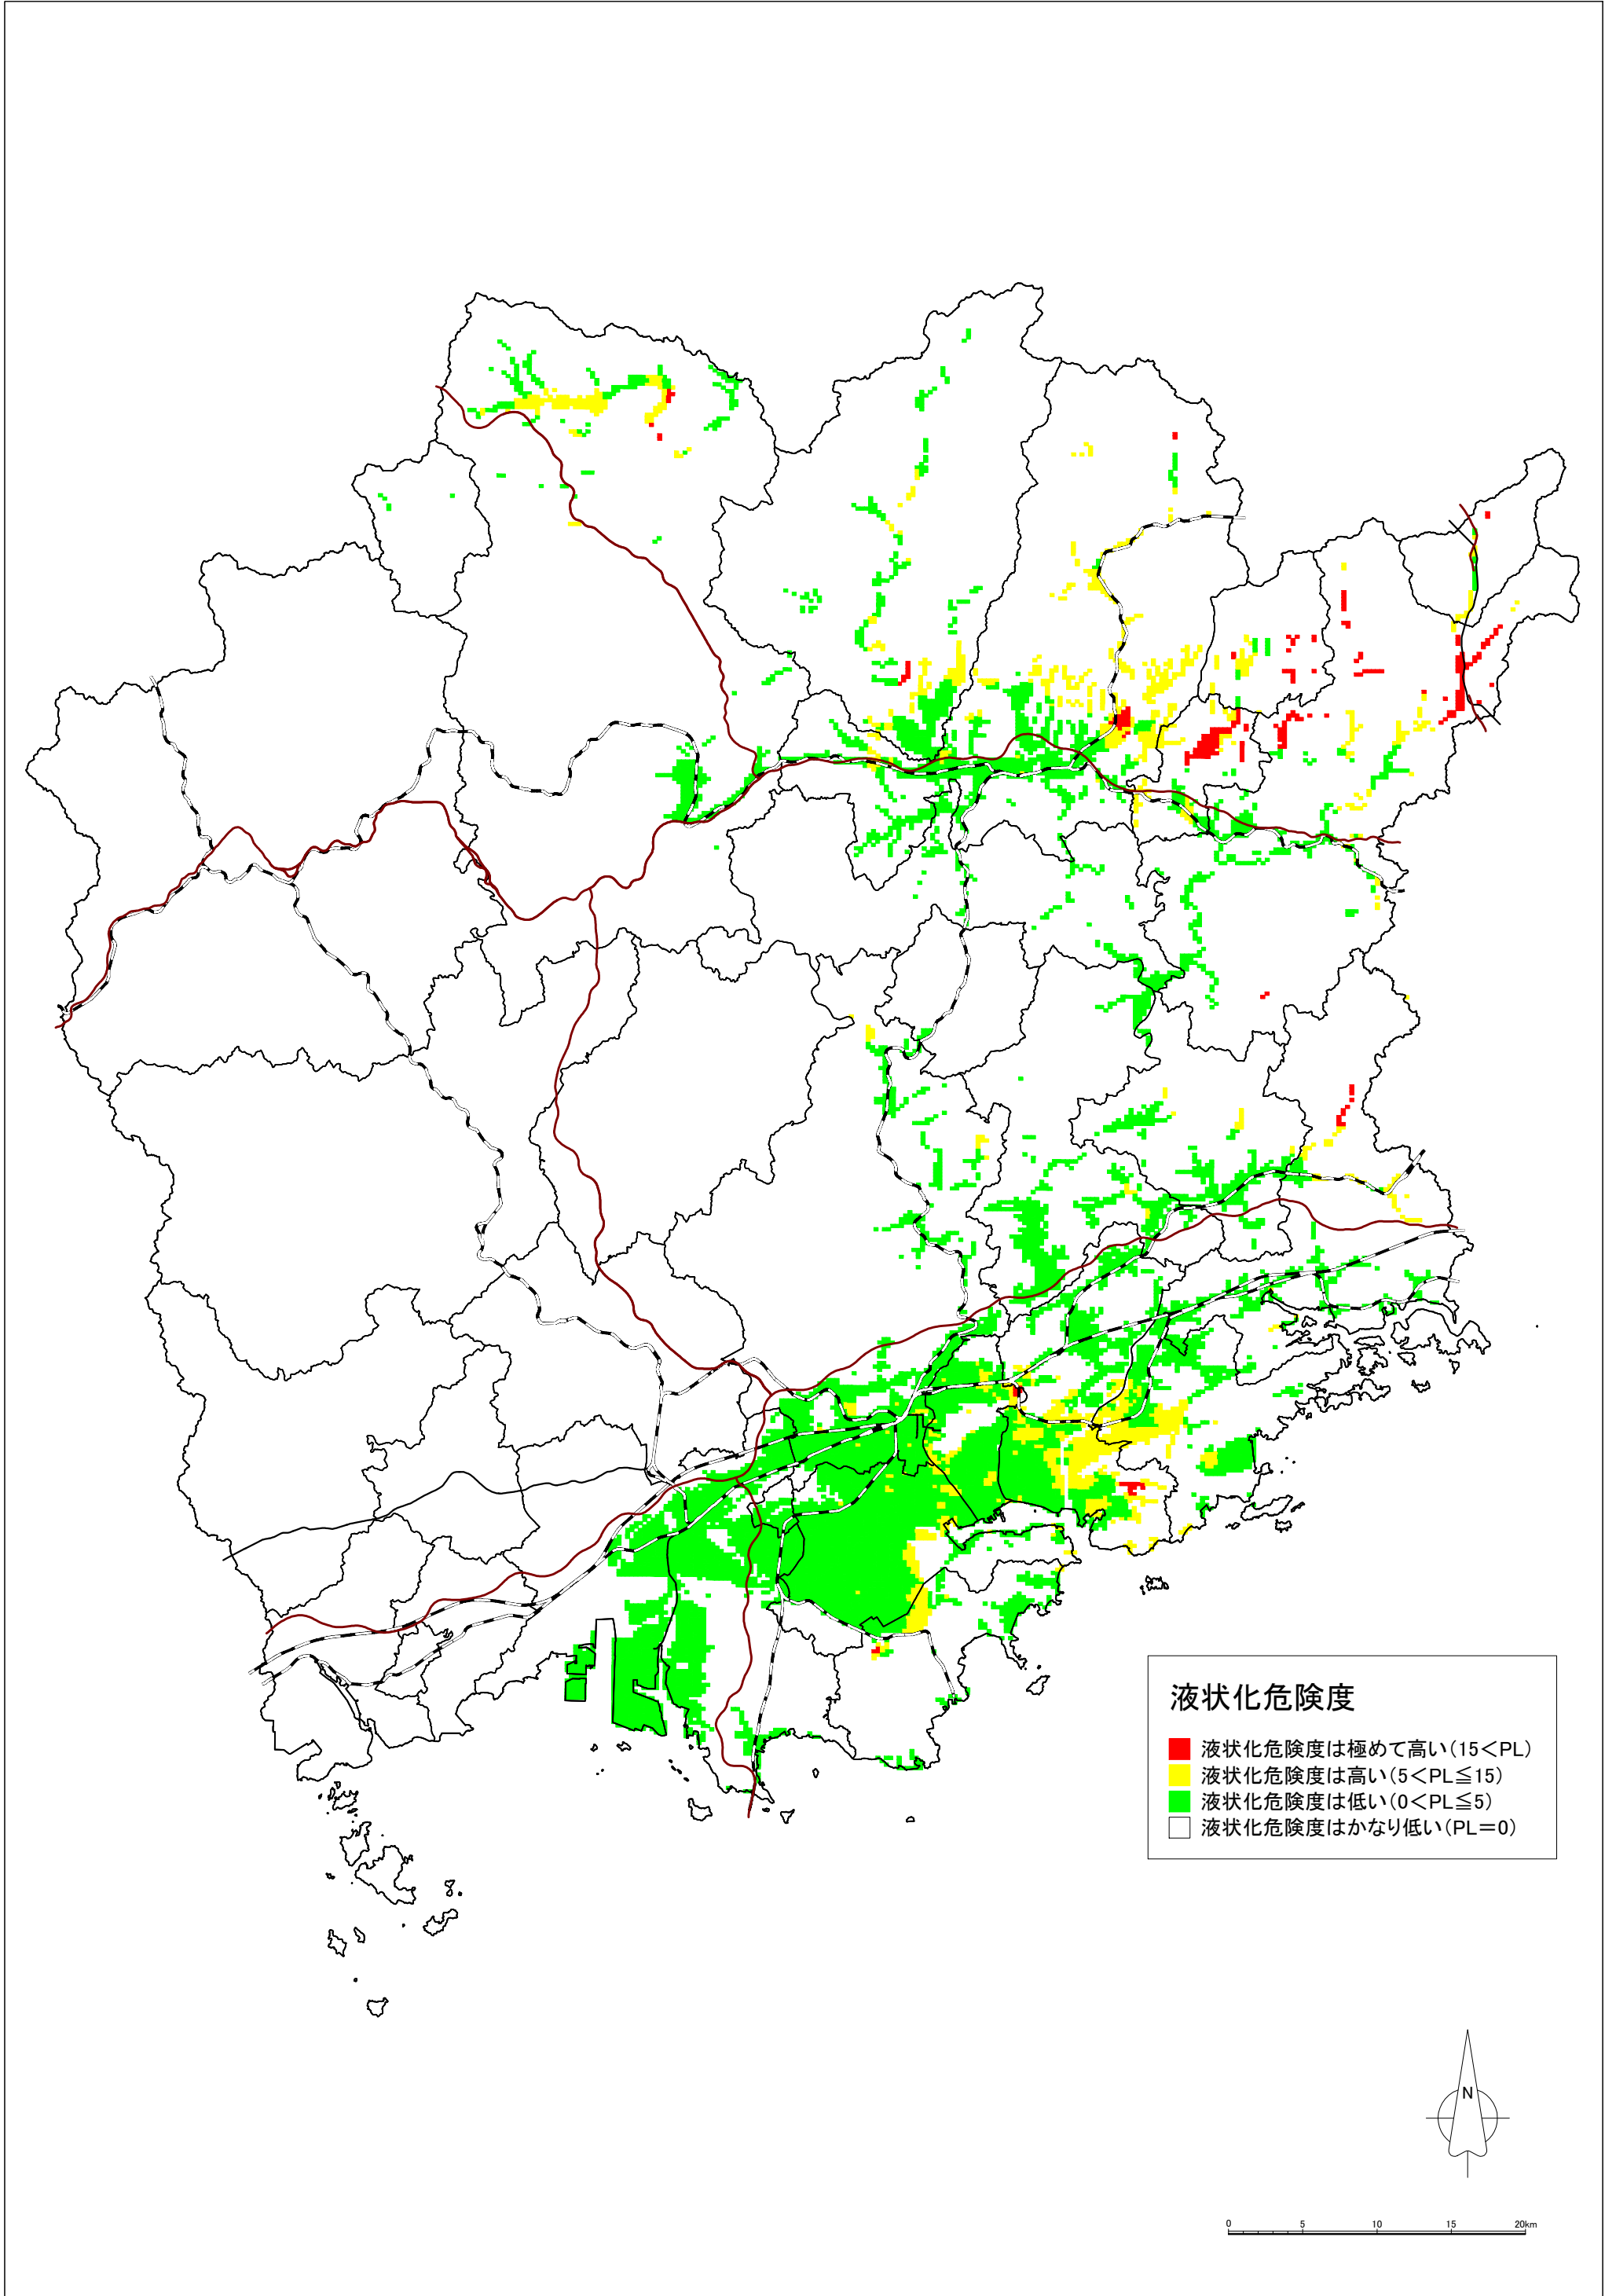 液状化危険度
液状化危険度は極めて高い(15<PL)
液状化危険度は高い(5<PL≦15)
液状化危険度は低い(0<PL≦5)
液状化危険度はかなり低い(PL=0)
N
0 5 10 15 20km